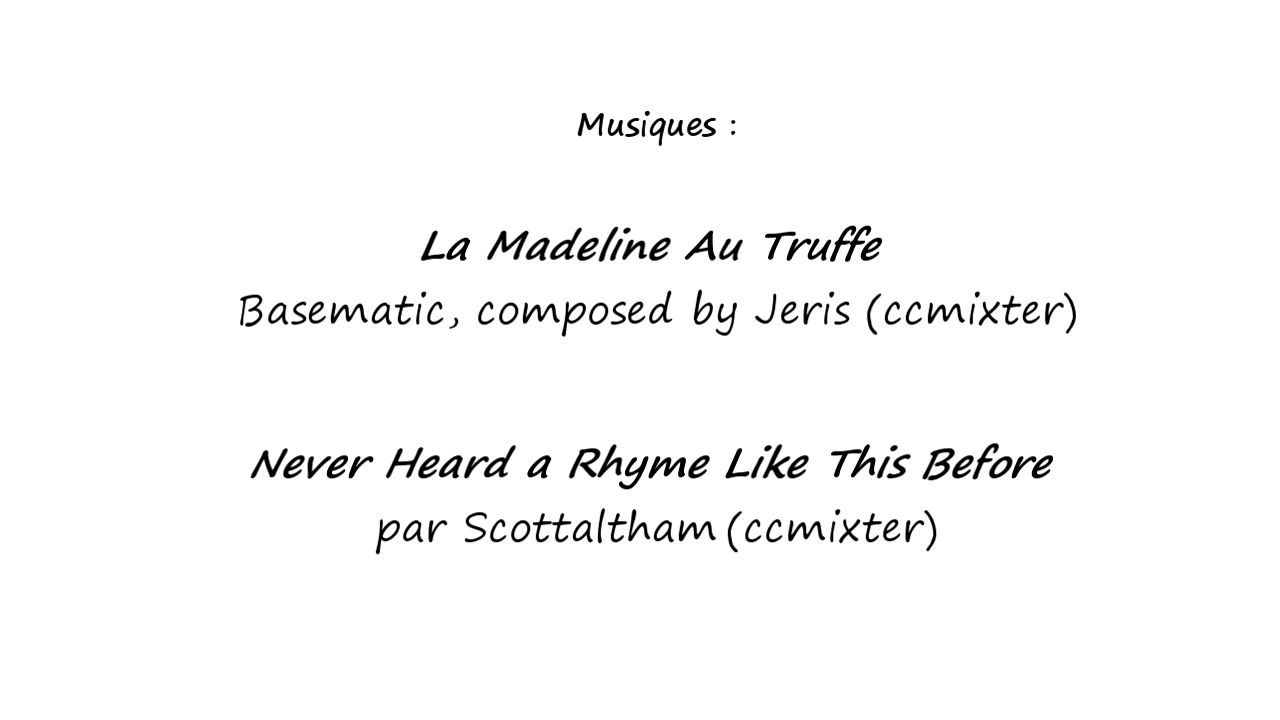 Musiques :
La Madeline Au Truffe
Basematic, composed by Jeris (ccmixter)
Never Heard a Rhyme Like This Before
par Scottaltham (ccmixter)